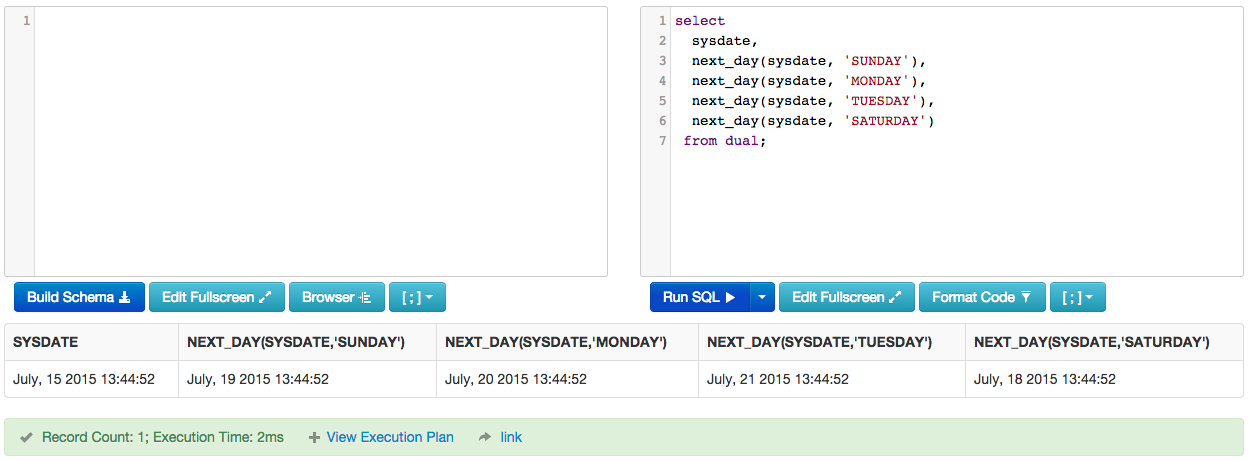 1
1 select
2 sysdate,
3 next_day(sysdate, 'SUNDAY'),
4 next_day(sysdate, 'MONDAY'),
5 next_day(sysdate, 'TUESDAY'),
6 next_day(sysdate, 'SATURDAY')
7 from dual;
Build Schema Edit Fullscreen Browser [ ; ] Run SQL Edit Fullscreen Format Code [ ; ]
SYSDATE NEXT_DAY(SYSDATE,'SUNDAY') NEXT_DAY(SYSDATE,'MONDAY') NEXT_DAY(SYSDATE,'TUESDAY') NEXT_DAY(SYSDATE,'SATURDAY')
July, 15 2015 13:44:52 July, 19 2015 13:44:52 July, 20 2015 13:44:52 July, 21 2015 13:44:52 July, 18 2015 13:44:52
Record Count: 1; Execution Time: 2ms View Execution Plan link